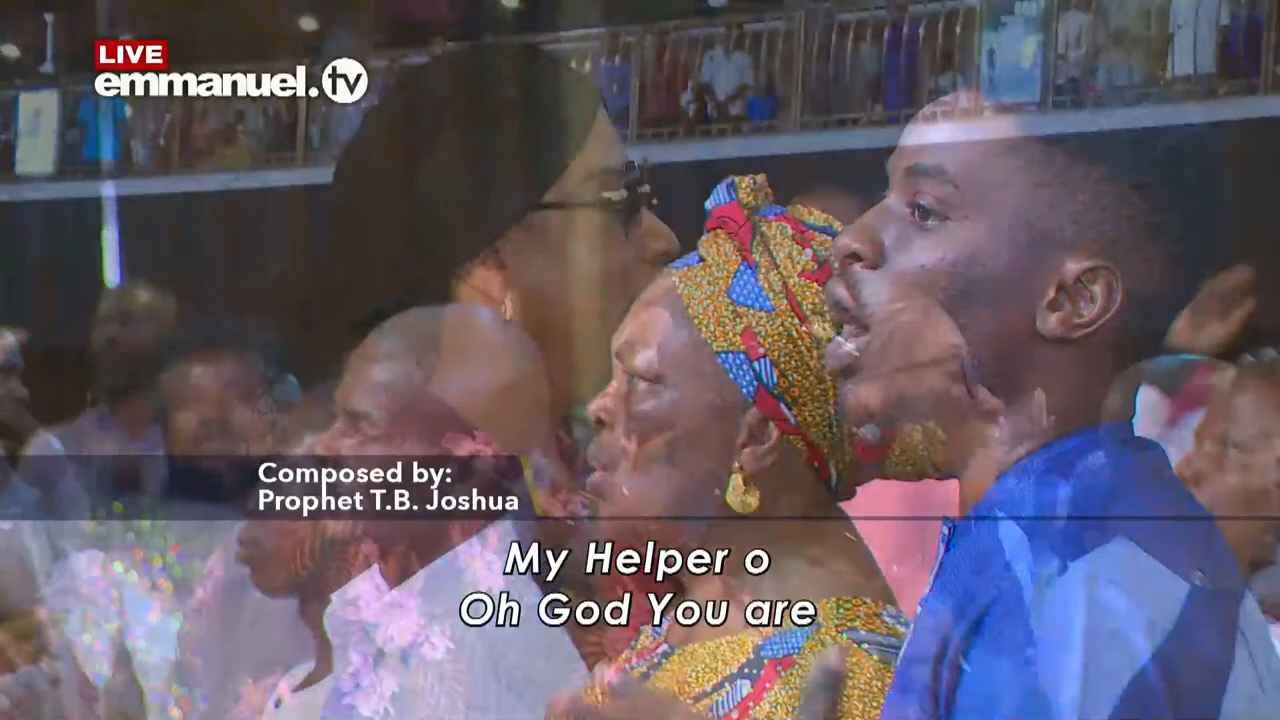 LIVE
emmanuel.tv
Composed by:
Prophet T.B. Joshua
My Helper o
Oh God You are